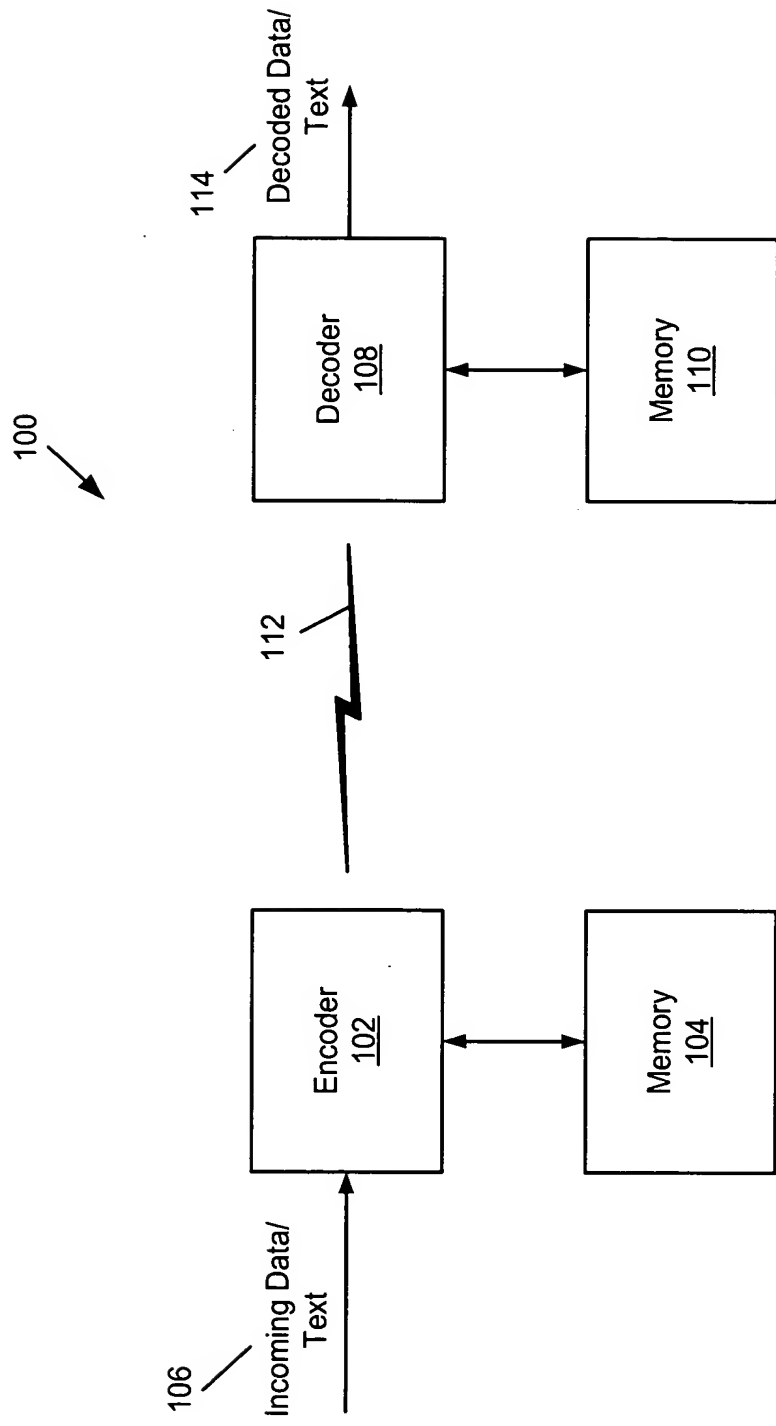 100
106
Incoming Data/
Text
Encoder
102
Memory
104
112
Decoder
108
Memory
110
114
Decoded Data/
Text